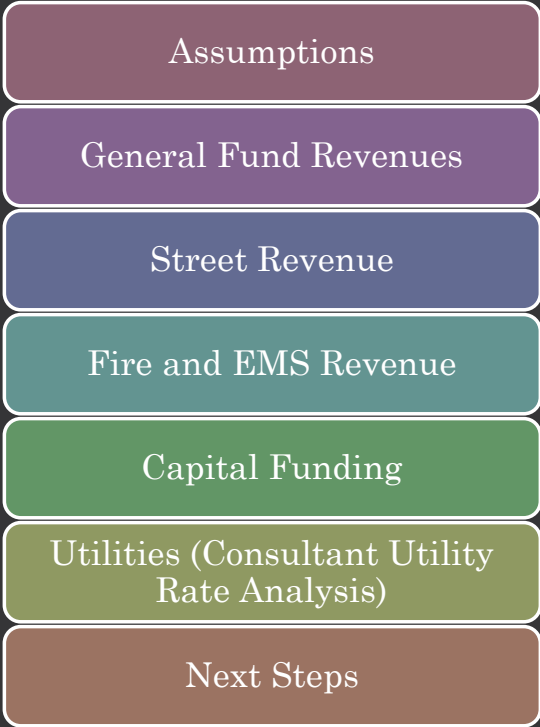 Assumptions
General Fund Revenues
Street Revenue
Fire and EMS Revenue
Capital Funding
Utilities (Consultant Utility
Rate Analysis)
Next Steps